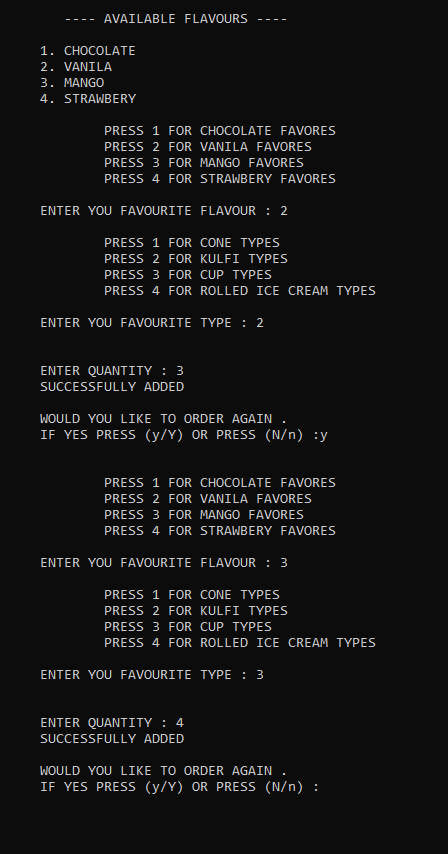 ---- AVAILABLE FLAVOURS ----
1. CHOCOLATE
2. VANILA
3. MANGO
4. STRAWBERY
PRESS 1 FOR CHOCOLATE FAVORES
PRESS 2 FOR VANILA FAVORES
PRESS 3 FOR MANGO FAVORES
PRESS 4 FOR STRAWBERY FAVORES
ENTER YOU FAVOURITE FLAVOUR : 2
PRESS 1 FOR CONE TYPES
PRESS 2 FOR KULFI TYPES
PRESS 3 FOR CUP TYPES
PRESS 4 FOR ROLLED ICE CREAM TYPES
ENTER YOU FAVOURITE TYPE : 2
ENTER QUANTITY : 3
SUCCESSFULLY ADDED
WOULD YOU LIKE TO ORDER AGAIN .
IF YES PRESS (y/Y) OR PRESS (N/n) :y
PRESS 1 FOR CHOCOLATE FAVORES
PRESS 2 FOR VANILA FAVORES
PRESS 3 FOR MANGO FAVORES
PRESS 4 FOR STRAWBERY FAVORES
ENTER YOU FAVOURITE FLAVOUR : 3
PRESS 1 FOR CONE TYPES
PRESS 2 FOR KULFI TYPES
PRESS 3 FOR CUP TYPES
PRESS 4 FOR ROLLED ICE CREAM TYPES
ENTER YOU FAVOURITE TYPE : 3
ENTER QUANTITY : 4
SUCCESSFULLY ADDED
WOULD YOU LIKE TO ORDER AGAIN .
IF YES PRESS (y/Y) OR PRESS (N/n) :